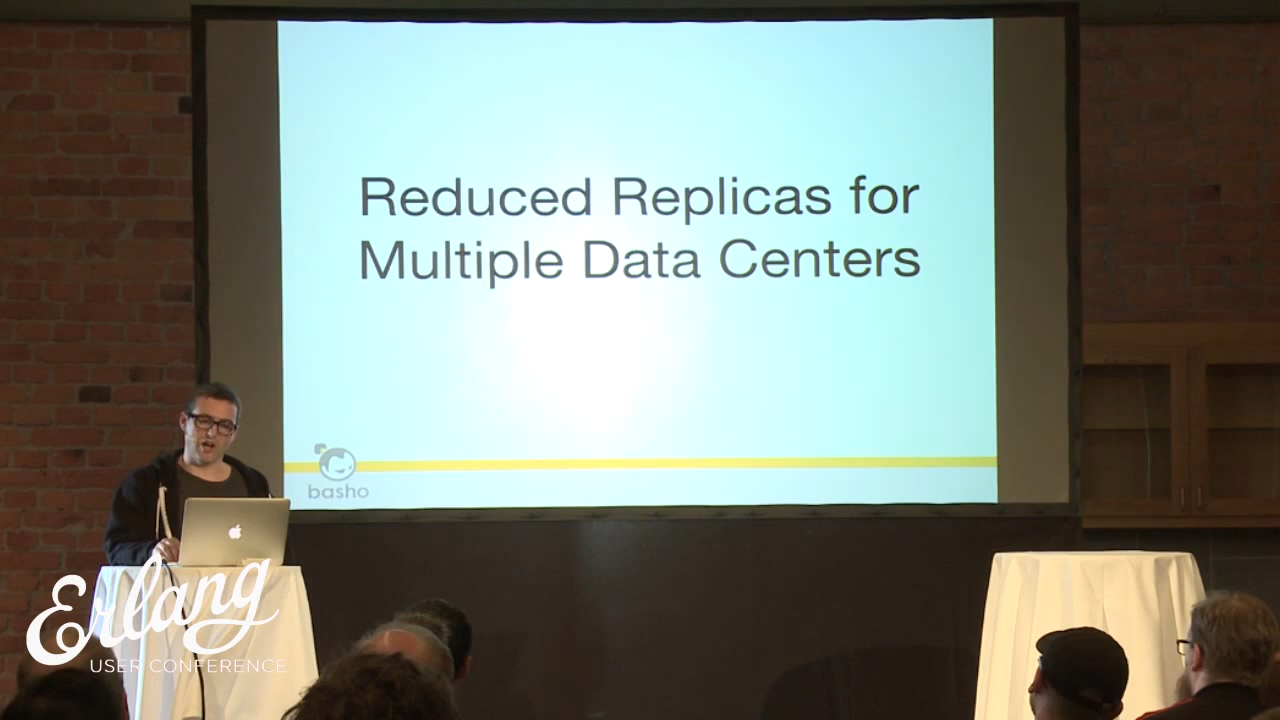 Reduced Replicas for
Multiple Data Centers
basho
Erlang
USER CONFERENCE